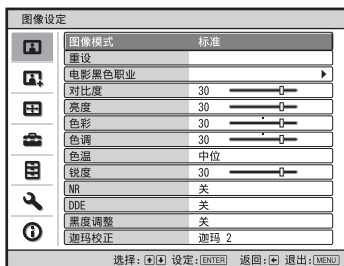 图像设定
图像模式 标准
重设
电影黑色职业
对比度 30
亮度 30
色彩 30
色调 30
色温 中位
锐度 30
NR 关
DDE 关
黑度调整 关
迦玛校正 迦玛 2
选择: 设定:ENTER 返回: 退出:MENU